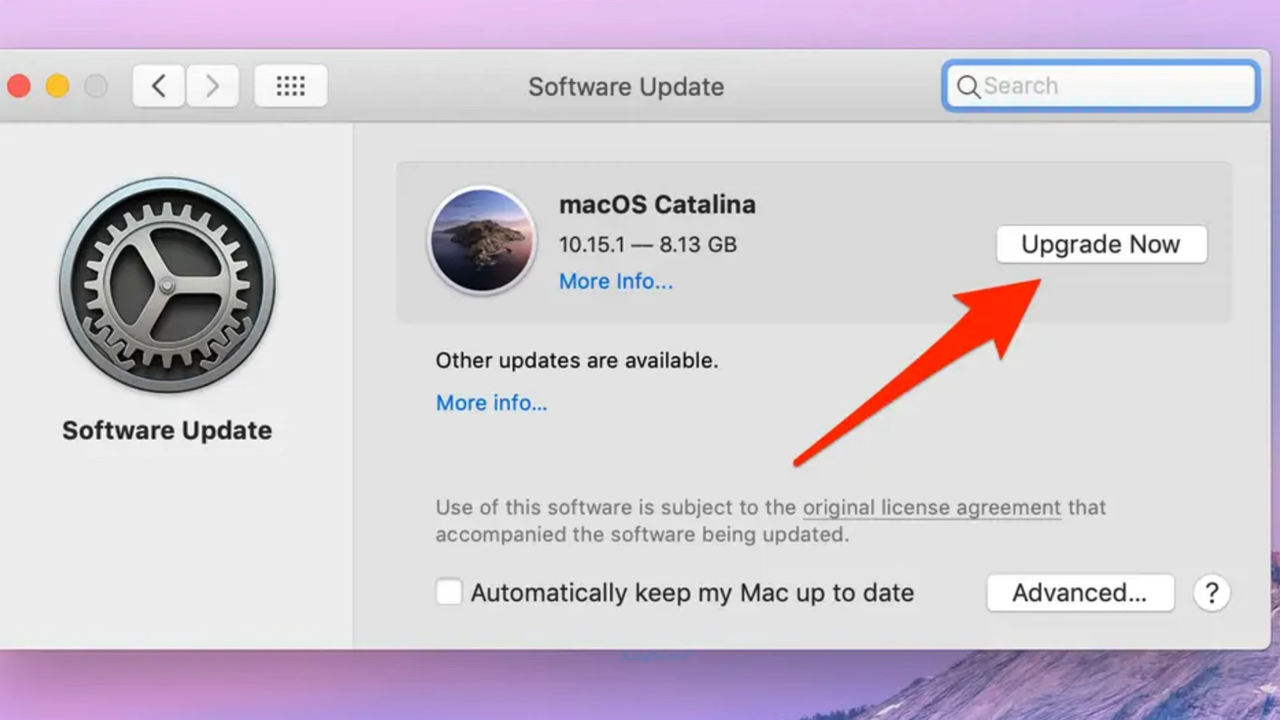 Software Update
Search
macOS Catalina
10.15.1 — 8.13 GB
More Info...
Upgrade Now
Software Update
Other updates are available.
More info...
Use of this software is subject to the original license agreement that
accompanied the software being updated.
Automatically keep my Mac up to date
Advanced...
?